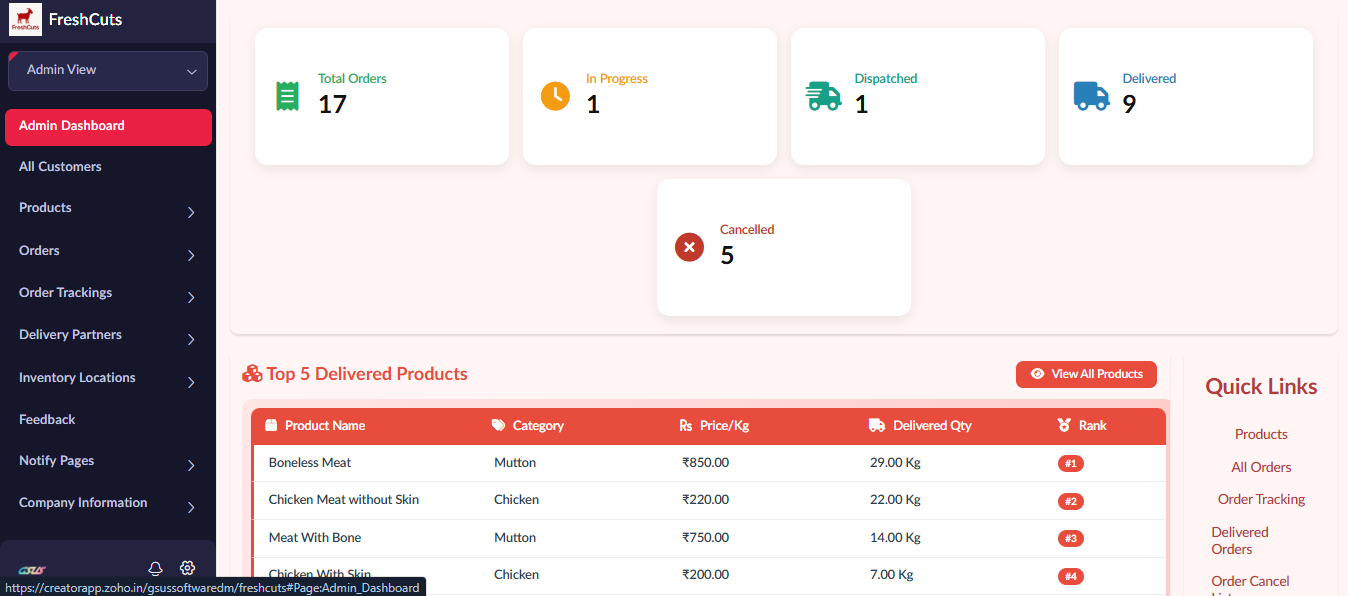 FreshCuts
FreshCuts
Admin View
Admin Dashboard
All Customers
Products
Orders
Order Trackings
Delivery Partners
Inventory Locations
Feedback
Notify Pages
Company Information
GSUS
https://creatorapp.zoho.in/gsussoftwaredm/freshcuts#Page:Admin_Dashboard
Total Orders
17
In Progress
1
Dispatched
1
Delivered
9
Cancelled
5
Top 5 Delivered Products
View All Products
Product Name Category Rs Price/Kg Delivered Qty Rank
Boneless Meat Mutton ₹850.00 29.00 Kg #1
Chicken Meat without Skin Chicken ₹220.00 22.00 Kg #2
Meat With Bone Mutton ₹750.00 14.00 Kg #3
Chicken With Skin Chicken ₹200.00 7.00 Kg #4
Quick Links
Products
All Orders
Order Tracking
Delivered
Orders
Order Cancel